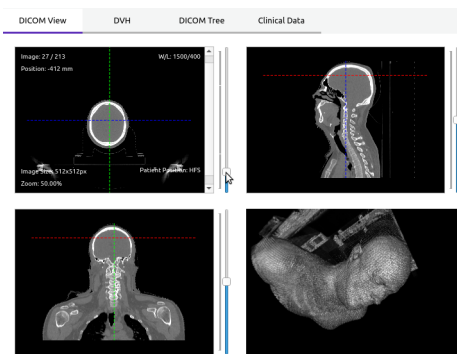 DICOM View
DVH
DICOM Tree
Clinical Data
Image: 27 / 213
W/L: 1500/400
Position: -412 mm
Image Size: 512x512px
Patient Position: HFS
Zoom: 50.00%